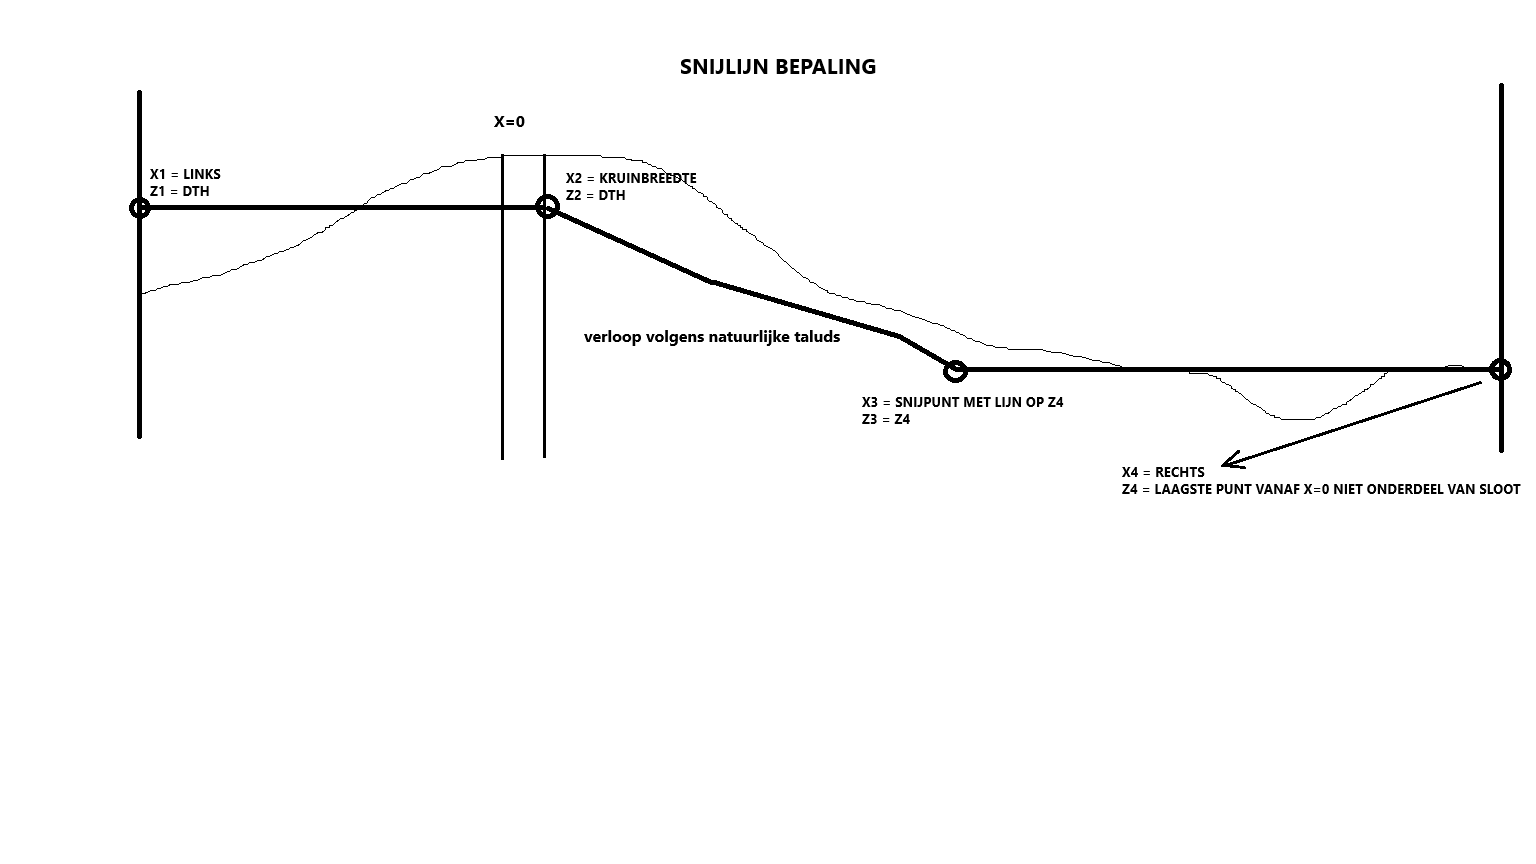 SNIJLIJN BEPALING
X=0
X1 = LINKS
Z1 = DTH
X2 = KRUINBREEDTE
Z2 = DTH
verloop volgens natuurlijke taluds
X3 = SNIJPUNT MET LIJN OP Z4
Z3 = Z4
X4 = RECHTS
Z4 = LAAGSTE PUNT VANAF X=0 NIET ONDERDEEL VAN SLOOT